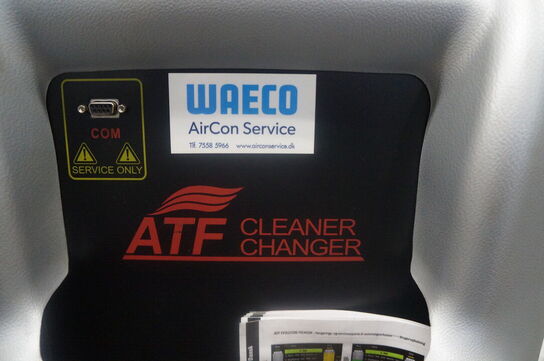 WAECO
AirCon Service
Tlf. 7558 5966 www.airconservice.dk
COM
SERVICE ONLY
ATF CLEANER
CHANGER